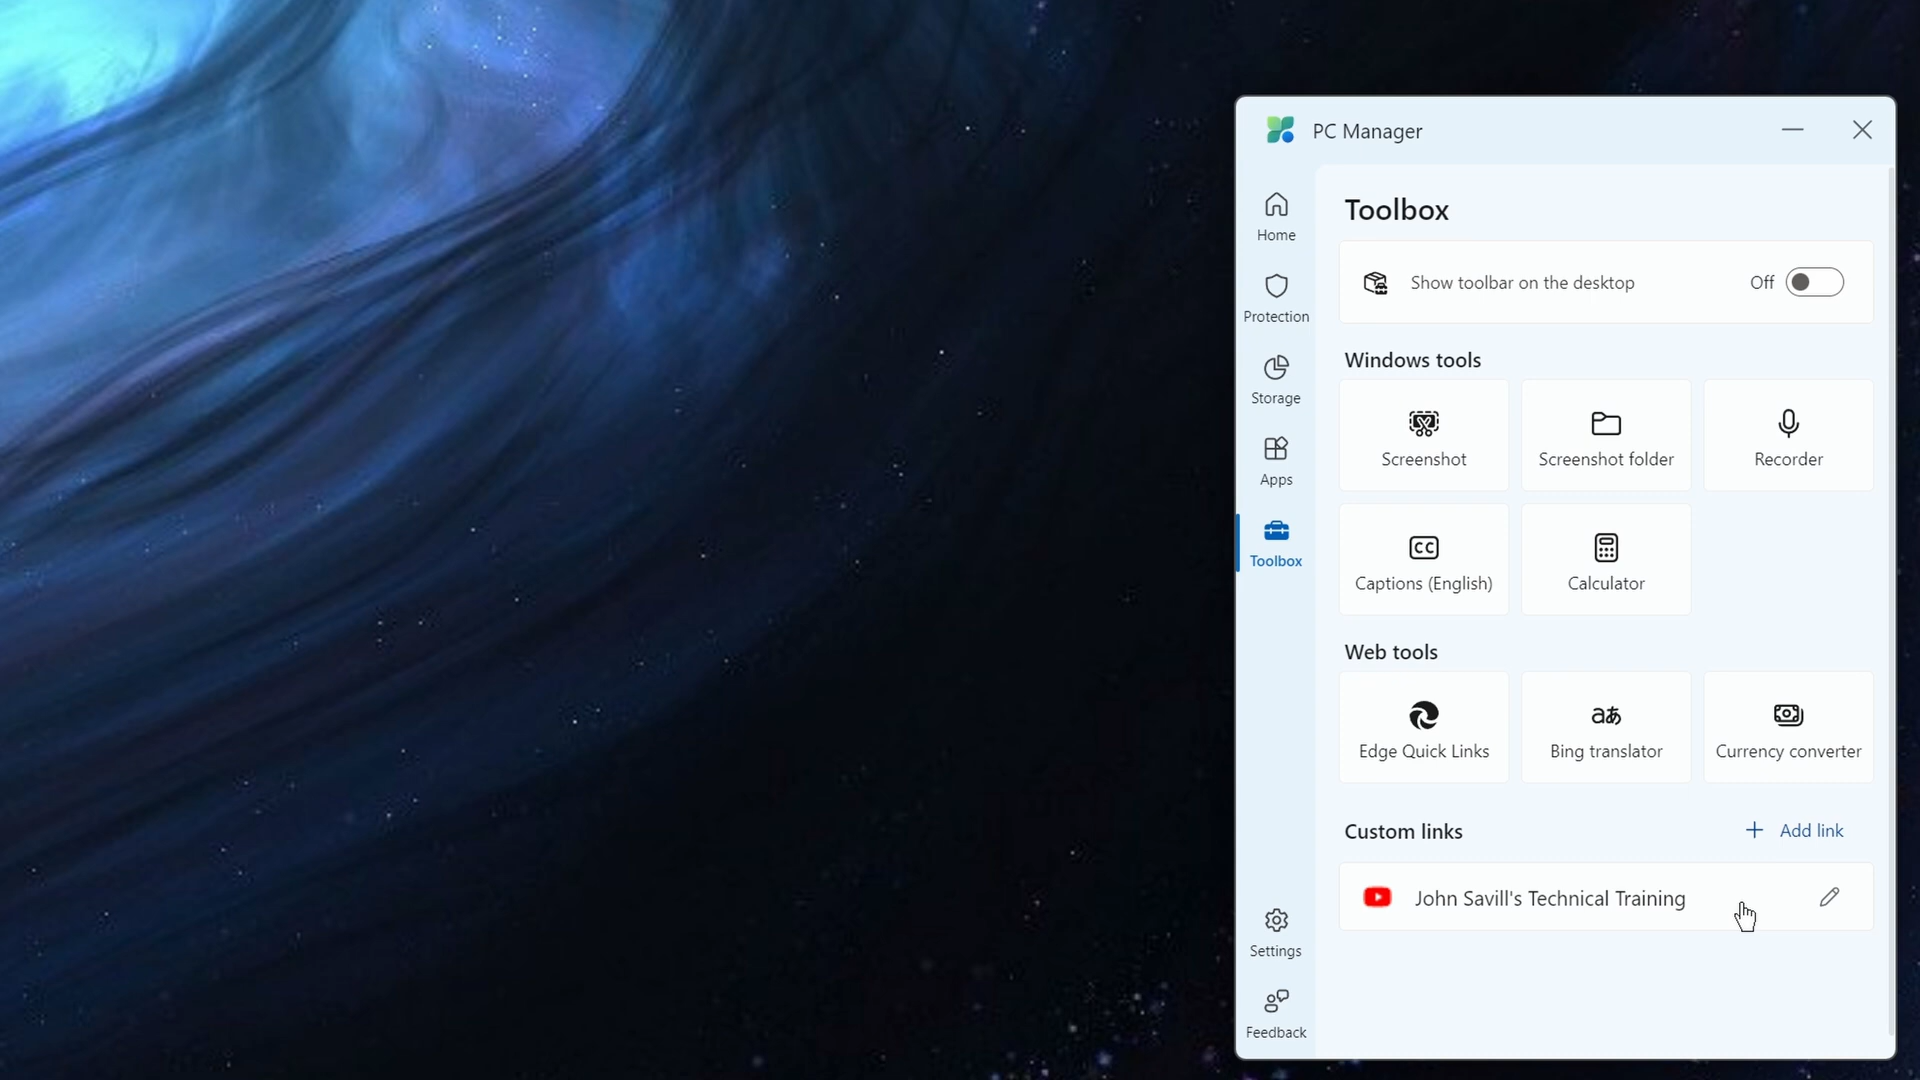 PC Manager
Home
Protection
Storage
Apps
Toolbox
Settings
Feedback
Toolbox
Show toolbar on the desktop
Off
Windows tools
Screenshot
Screenshot folder
Recorder
CC
Captions (English)
Calculator
Web tools
Edge Quick Links
aあ
Bing translator
Currency converter
Custom links
+ Add link
John Savill's Technical Training